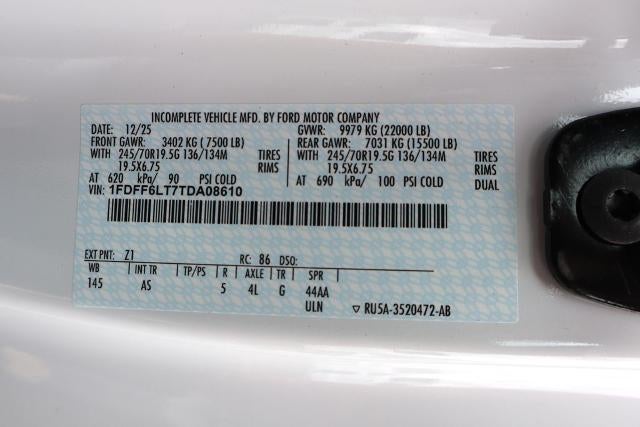 INCOMPLETE VEHICLE MFD. BY FORD MOTOR COMPANY
DATE: 12/25 GVWR: 9979 KG (22000 LB)
FRONT GAWR: 3402 KG ( 7500 LB) REAR GAWR: 7031 KG (15500 LB)
WITH 245/70R19.5G 136/134M TIRES WITH 245/70R19.5G 136/134M TIRES
19.5X6.75 RIMS 19.5X6.75 RIMS
AT 620 kPa/ 90 PSI COLD AT 690 kPa/ 100 PSI COLD DUAL
VIN: 1FDFF6LT7TDA08610
EXT PNT: Z1 RC: 86 DSO:
WB INT TR TP/PS R AXLE TR SPR
145 AS 5 4L G 44AA
ULN ▽ RU5A-3520472-AB